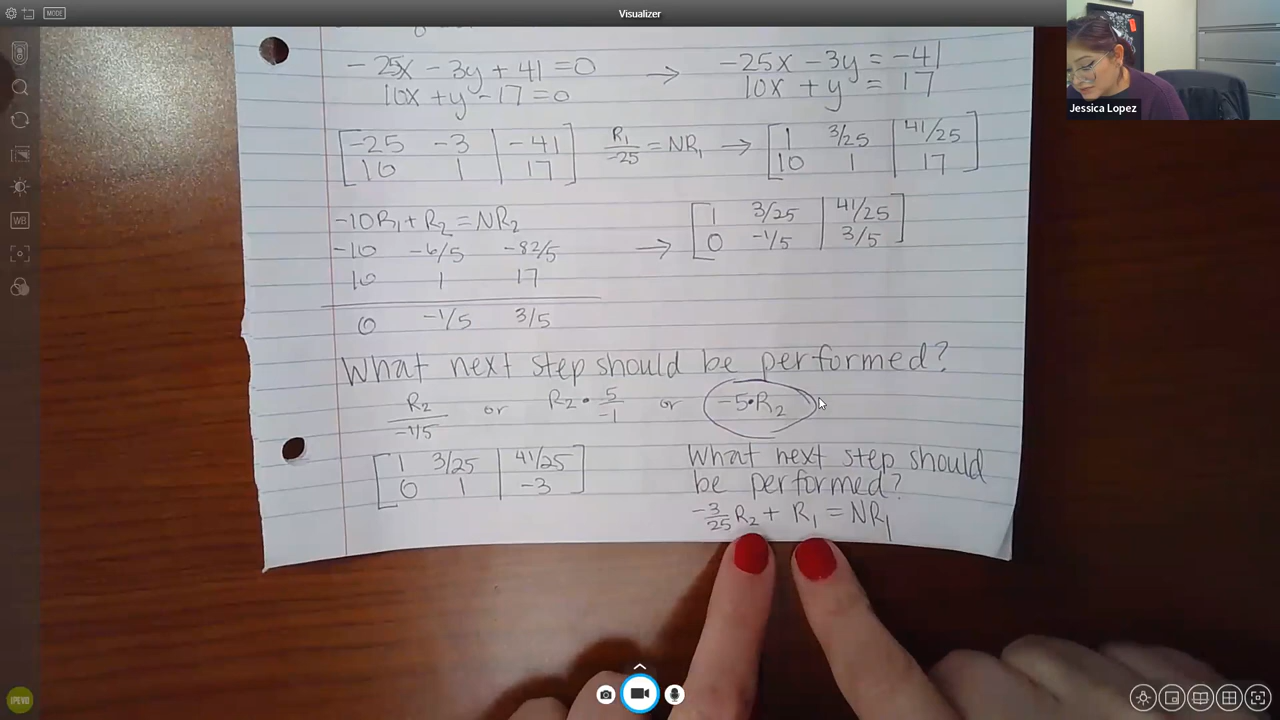 MODE
Visualizer
Jessica Lopez
WB
-25x - 3y + 41 = 0 → -25x - 3y = -41
10x + y - 17 = 0 10x + y = 17
[-25 -3 | -41] R₁/-25 = NR₁ → [1 3/25 | 41/25]
[10 1 | 17] [10 1 | 17]
-10R₁ + R₂ = NR₂
-10 -6/5 -82/5 → [1 3/25 | 41/25]
10 1 17 [0 -1/5 | 3/5]
0 -1/5 3/5
What next step should be performed?
R₂/-1/5 or R₂ • 5/-1 or -5•R₂
[1 3/25 | 41/25]
[0 1 | -3]
What next step should
be performed?
-3/25 R₂ + R₁ = NR₁
IPEVO